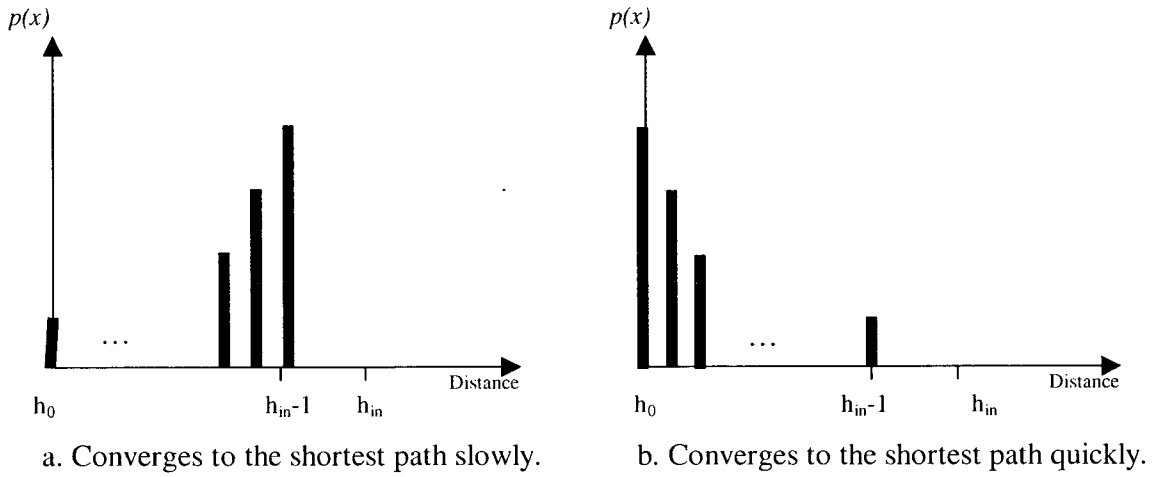 p(x)
...
Distance
h₀
hᵢₙ-1
hᵢₙ
a. Converges to the shortest path slowly.
p(x)
...
Distance
h₀
hᵢₙ-1
hᵢₙ
b. Converges to the shortest path quickly.